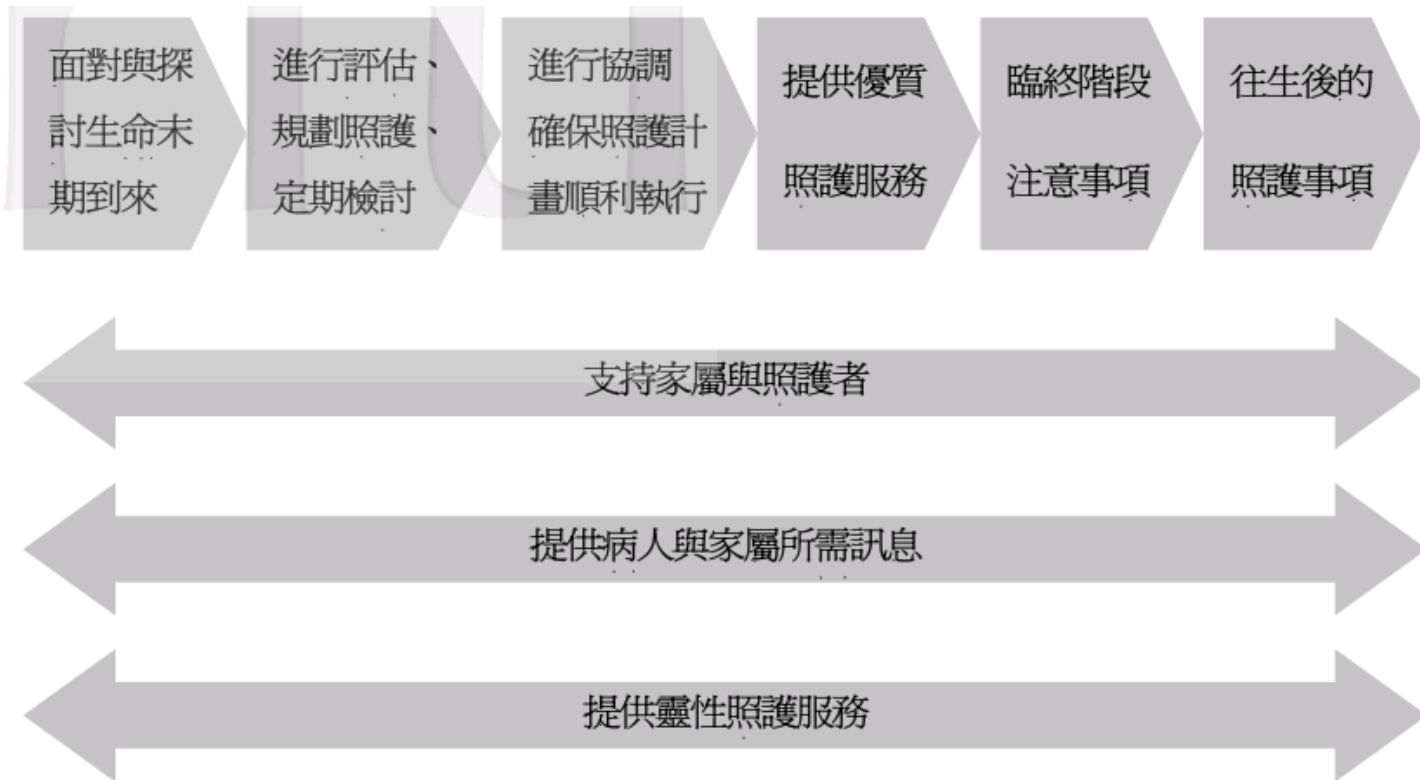 面對與探
討生命末
期到來
進行評估、
規劃照護、
定期檢討
進行協調
確保照護計
畫順利執行
提供優質
照護服務
臨終階段
注意事項
往生後的
照護事項
支持家屬與照護者
提供病人與家屬所需訊息
提供靈性照護服務